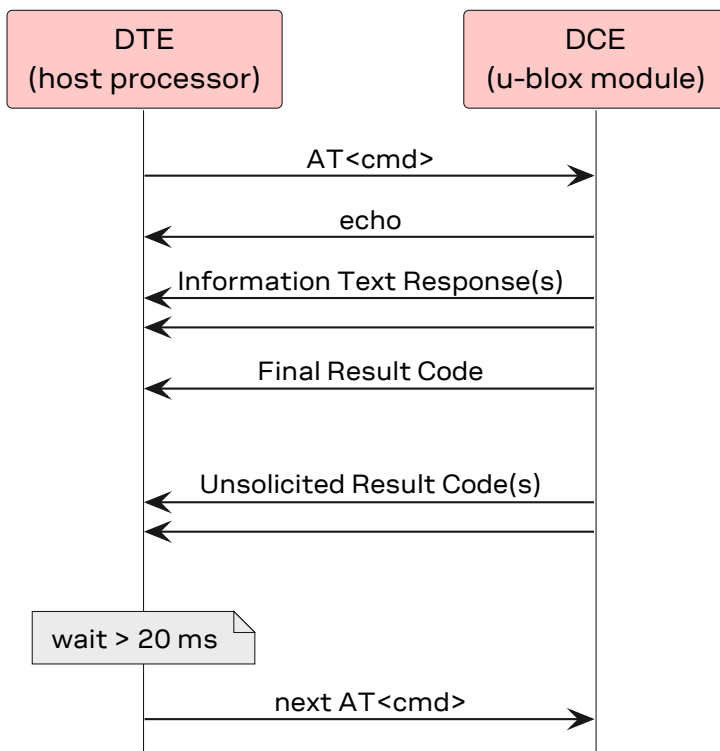 DTE
(host processor)
DCE
(u-blox module)
AT<cmd>
echo
Information Text Response(s)
Final Result Code
Unsolicited Result Code(s)
wait > 20 ms
next AT<cmd>